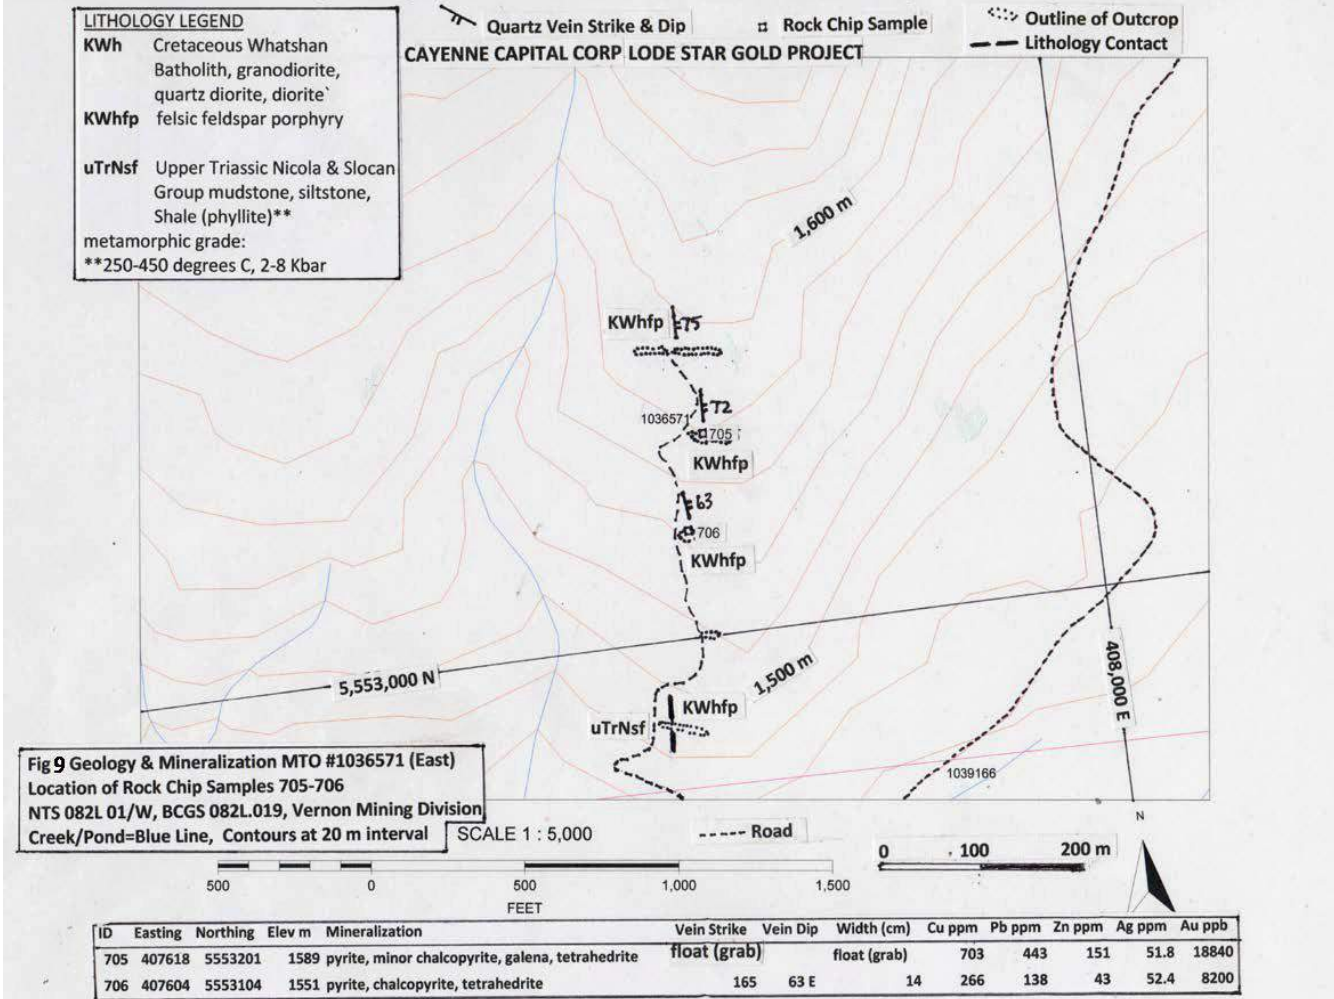 LITHOLOGY LEGEND
KWh Cretaceous Whatshan
Batholith, granodiorite,
quartz diorite, diorite`
KWhfp felsic feldspar porphyry
uTrNsf Upper Triassic Nicola & Slocan
Group mudstone, siltstone,
Shale (phyllite)**
metamorphic grade:
**250-450 degrees C, 2-8 Kbar
Quartz Vein Strike & Dip
Rock Chip Sample
Outline of Outcrop
Lithology Contact
CAYENNE CAPITAL CORP LODE STAR GOLD PROJECT
1,600 m
KWhfp 75
72
1036571
705
KWhfp
63
706
KWhfp
5,553,000 N
1,500 m
408,000 E
KWhfp
uTrNsf
1039166
Fig 9 Geology & Mineralization MTO #1036571 (East)
Location of Rock Chip Samples 705-706
NTS 082L 01/W, BCGS 082L.019, Vernon Mining Division
Creek/Pond=Blue Line, Contours at 20 m interval
SCALE 1 : 5,000
Road
N
0 100 200 m
500 0 500 1,000 1,500
FEET
ID Easting Northing Elev m Mineralization Vein Strike Vein Dip Width (cm) Cu ppm Pb ppm Zn ppm Ag ppm Au ppb
705 407618 5553201 1589 pyrite, minor chalcopyrite, galena, tetrahedrite float (grab) float (grab) 703 443 151 51.8 18840
706 407604 5553104 1551 pyrite, chalcopyrite, tetrahedrite 165 63 E 14 266 138 43 52.4 8200